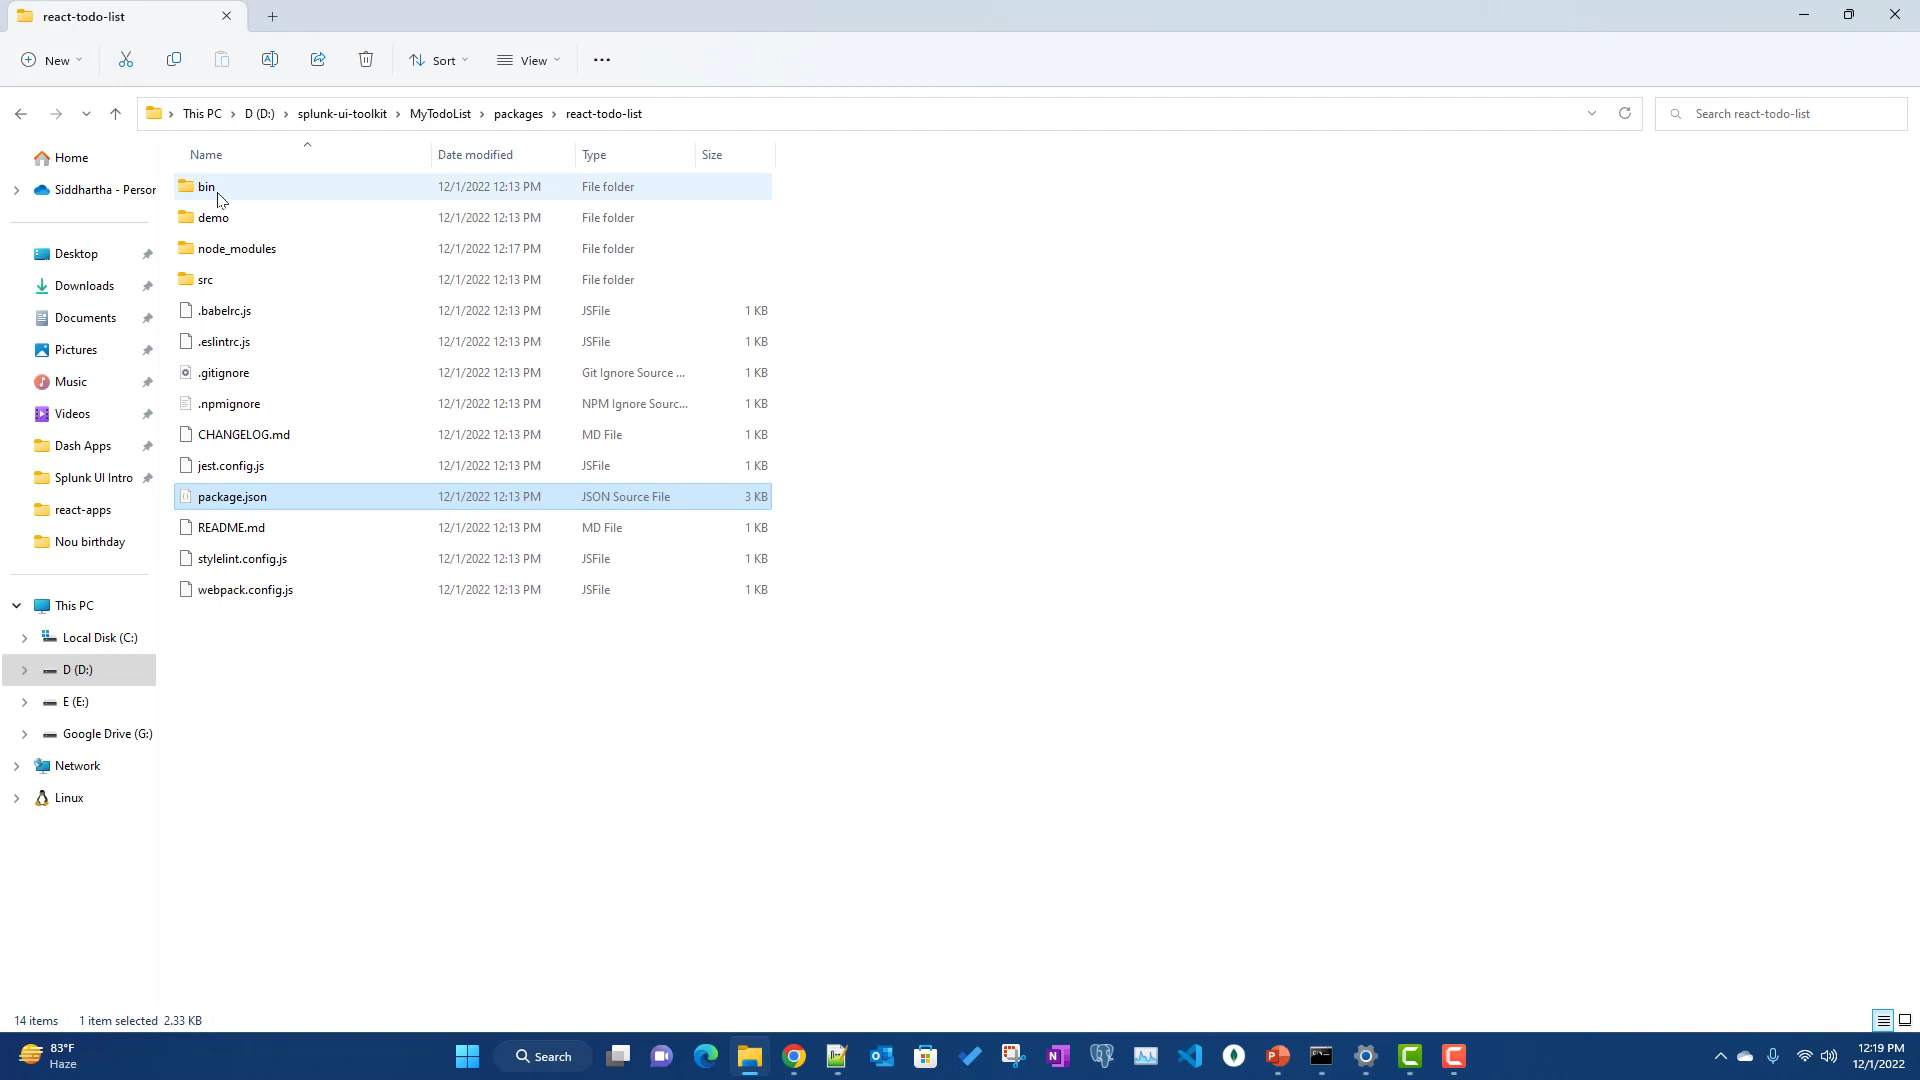 react-todo-list
New
Sort
View
This PC
D (D:)
splunk-ui-toolkit
MyTodoList
packages
react-todo-list
Search react-todo-list
Name Date modified Type Size
bin 12/1/2022 12:13 PM File folder
demo 12/1/2022 12:13 PM File folder
node_modules 12/1/2022 12:17 PM File folder
src 12/1/2022 12:13 PM File folder
.babelrc.js 12/1/2022 12:13 PM JSFile 1 KB
.eslintrc.js 12/1/2022 12:13 PM JSFile 1 KB
.gitignore 12/1/2022 12:13 PM Git Ignore Source ... 1 KB
.npmignore 12/1/2022 12:13 PM NPM Ignore Sourc... 1 KB
CHANGELOG.md 12/1/2022 12:13 PM MD File 1 KB
jest.config.js 12/1/2022 12:13 PM JSFile 1 KB
package.json 12/1/2022 12:13 PM JSON Source File 3 KB
README.md 12/1/2022 12:13 PM MD File 1 KB
stylelint.config.js 12/1/2022 12:13 PM JSFile 1 KB
webpack.config.js 12/1/2022 12:13 PM JSFile 1 KB
Home
Siddhartha - Persor
Desktop
Downloads
Documents
Pictures
Music
Videos
Dash Apps
Splunk UI Intro
react-apps
Nou birthday
This PC
Local Disk (C:)
D (D:)
E (E:)
Google Drive (G:)
Network
Linux
14 items 1 item selected 2.33 KB
83°F
Haze
Search
12:19 PM
12/1/2022